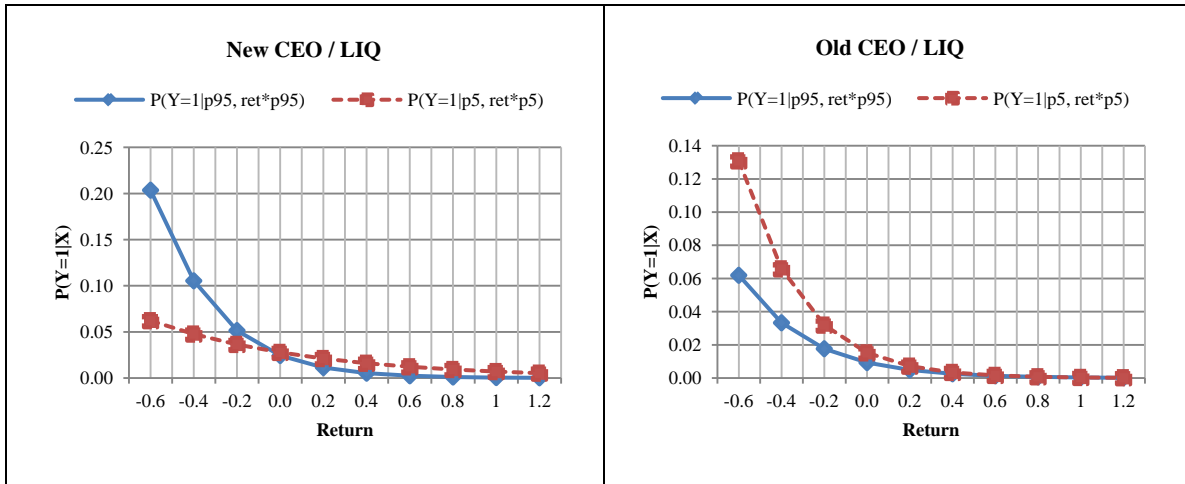 New CEO / LIQ
P(Y=1|p95, ret*p95) P(Y=1|p5, ret*p5)
0.25
0.20
0.15
0.10
0.05
0.00
P(Y=1|X)
-0.6 -0.4 -0.2 0.0 0.2 0.4 0.6 0.8 1.0 1.2
Return
Old CEO / LIQ
P(Y=1|p95, ret*p95) P(Y=1|p5, ret*p5)
0.14
0.12
0.10
0.08
0.06
0.04
0.02
0.00
P(Y=1|X)
-0.6 -0.4 -0.2 0.0 0.2 0.4 0.6 0.8 1 1.2
Return